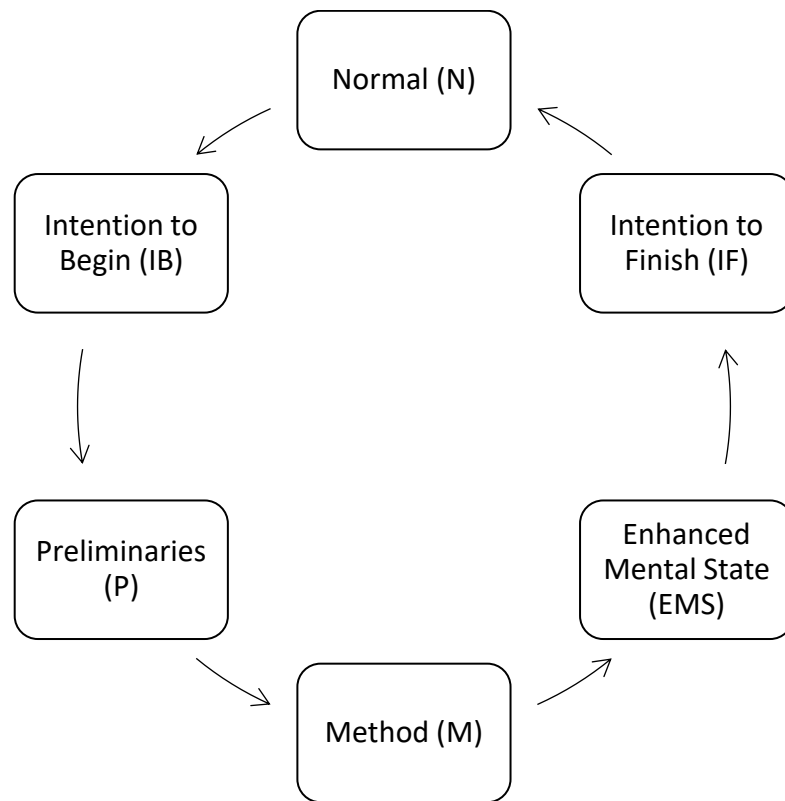 Normal (N)
Intention to
Begin (IB)
Intention to
Finish (IF)
Preliminaries
(P)
Enhanced
Mental State
(EMS)
Method (M)